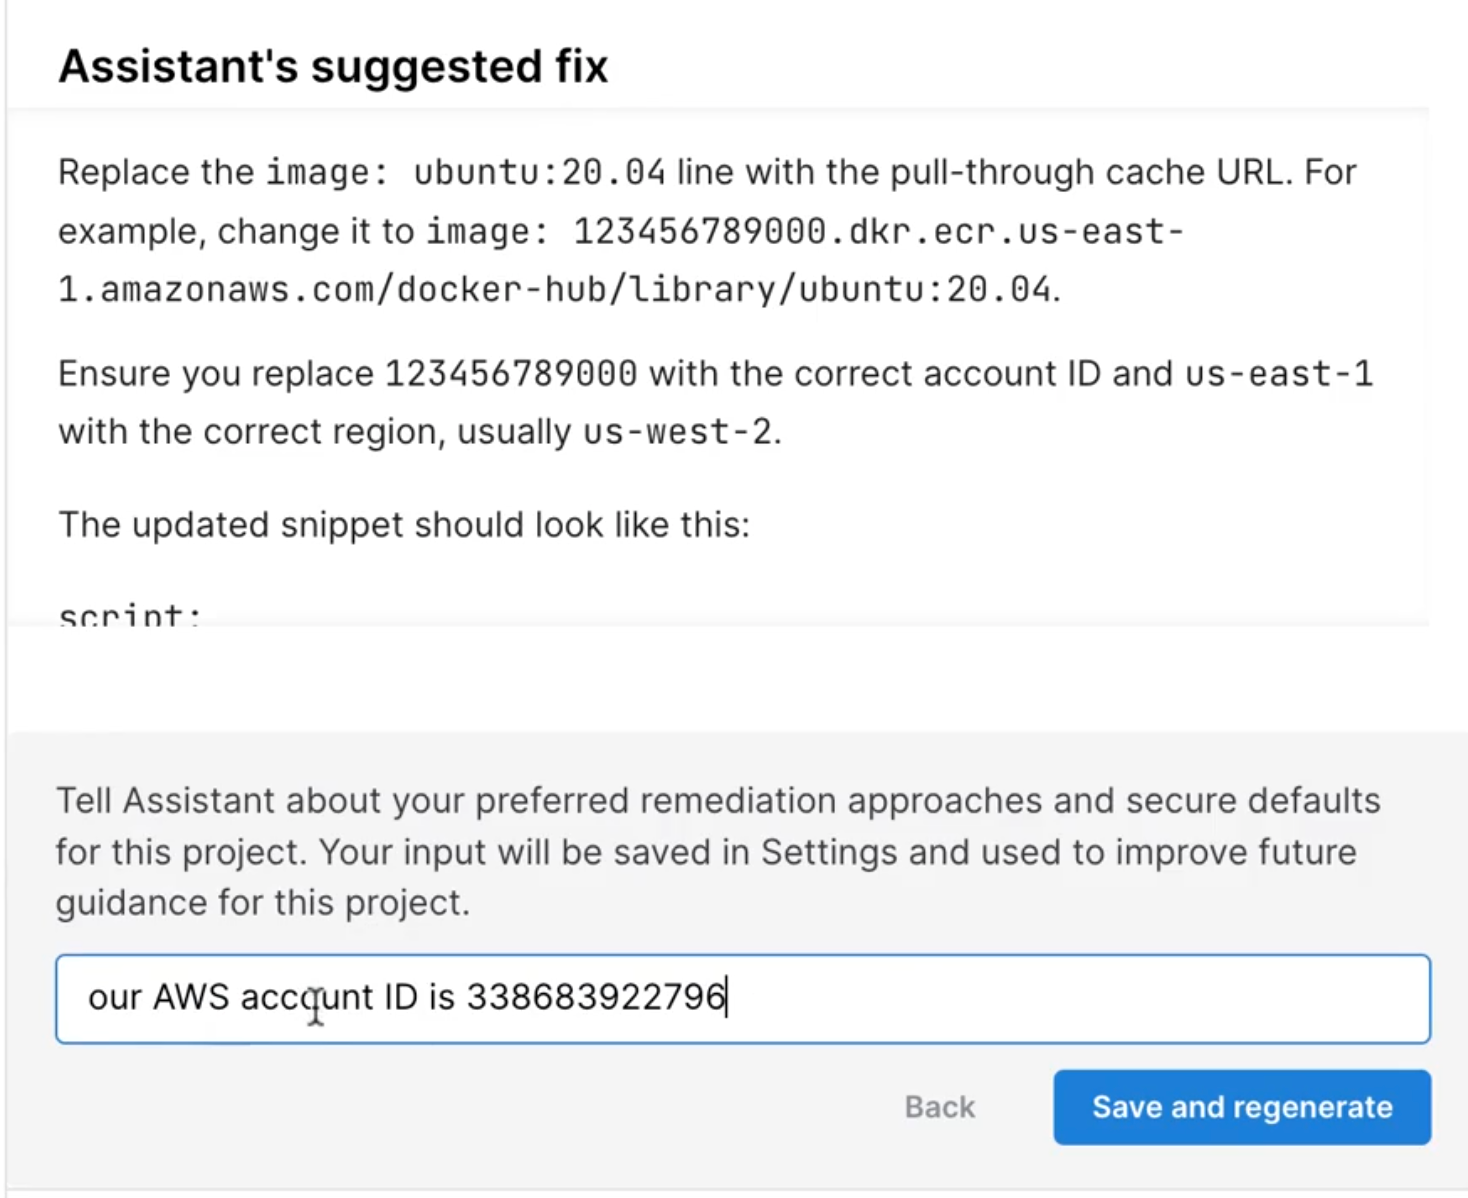 Assistant's suggested fix
Replace the image: ubuntu:20.04 line with the pull-through cache URL. For
example, change it to image: 123456789000.dkr.ecr.us-east-
1.amazonaws.com/docker-hub/library/ubuntu:20.04.
Ensure you replace 123456789000 with the correct account ID and us-east-1
with the correct region, usually us-west-2.
The updated snippet should look like this:
script:
Tell Assistant about your preferred remediation approaches and secure defaults
for this project. Your input will be saved in Settings and used to improve future
guidance for this project.
our AWS account ID is 338683922796
Back
Save and regenerate